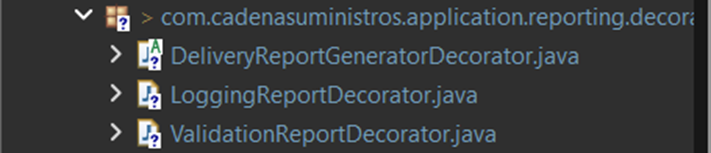 > com.cadenasuministros.application.reporting.decora
DeliveryReportGeneratorDecorator.java
LoggingReportDecorator.java
ValidationReportDecorator.java